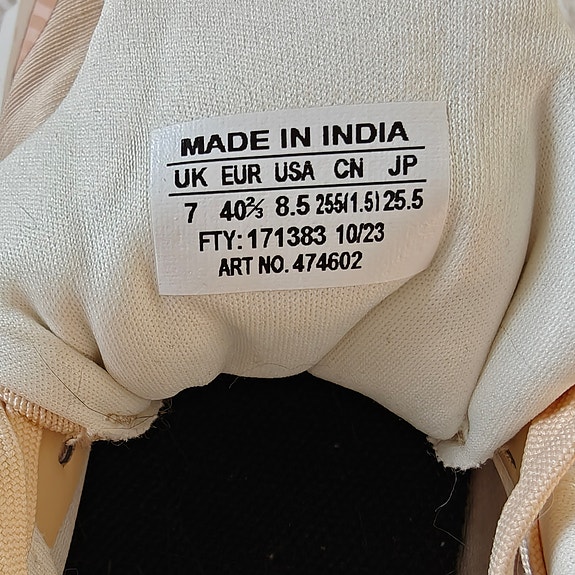 MADE IN INDIA
UK EUR USA CN JP
7 40⅔ 8.5 255(1.5) 25.5
FTY: 171383 10/23
ART NO. 474602